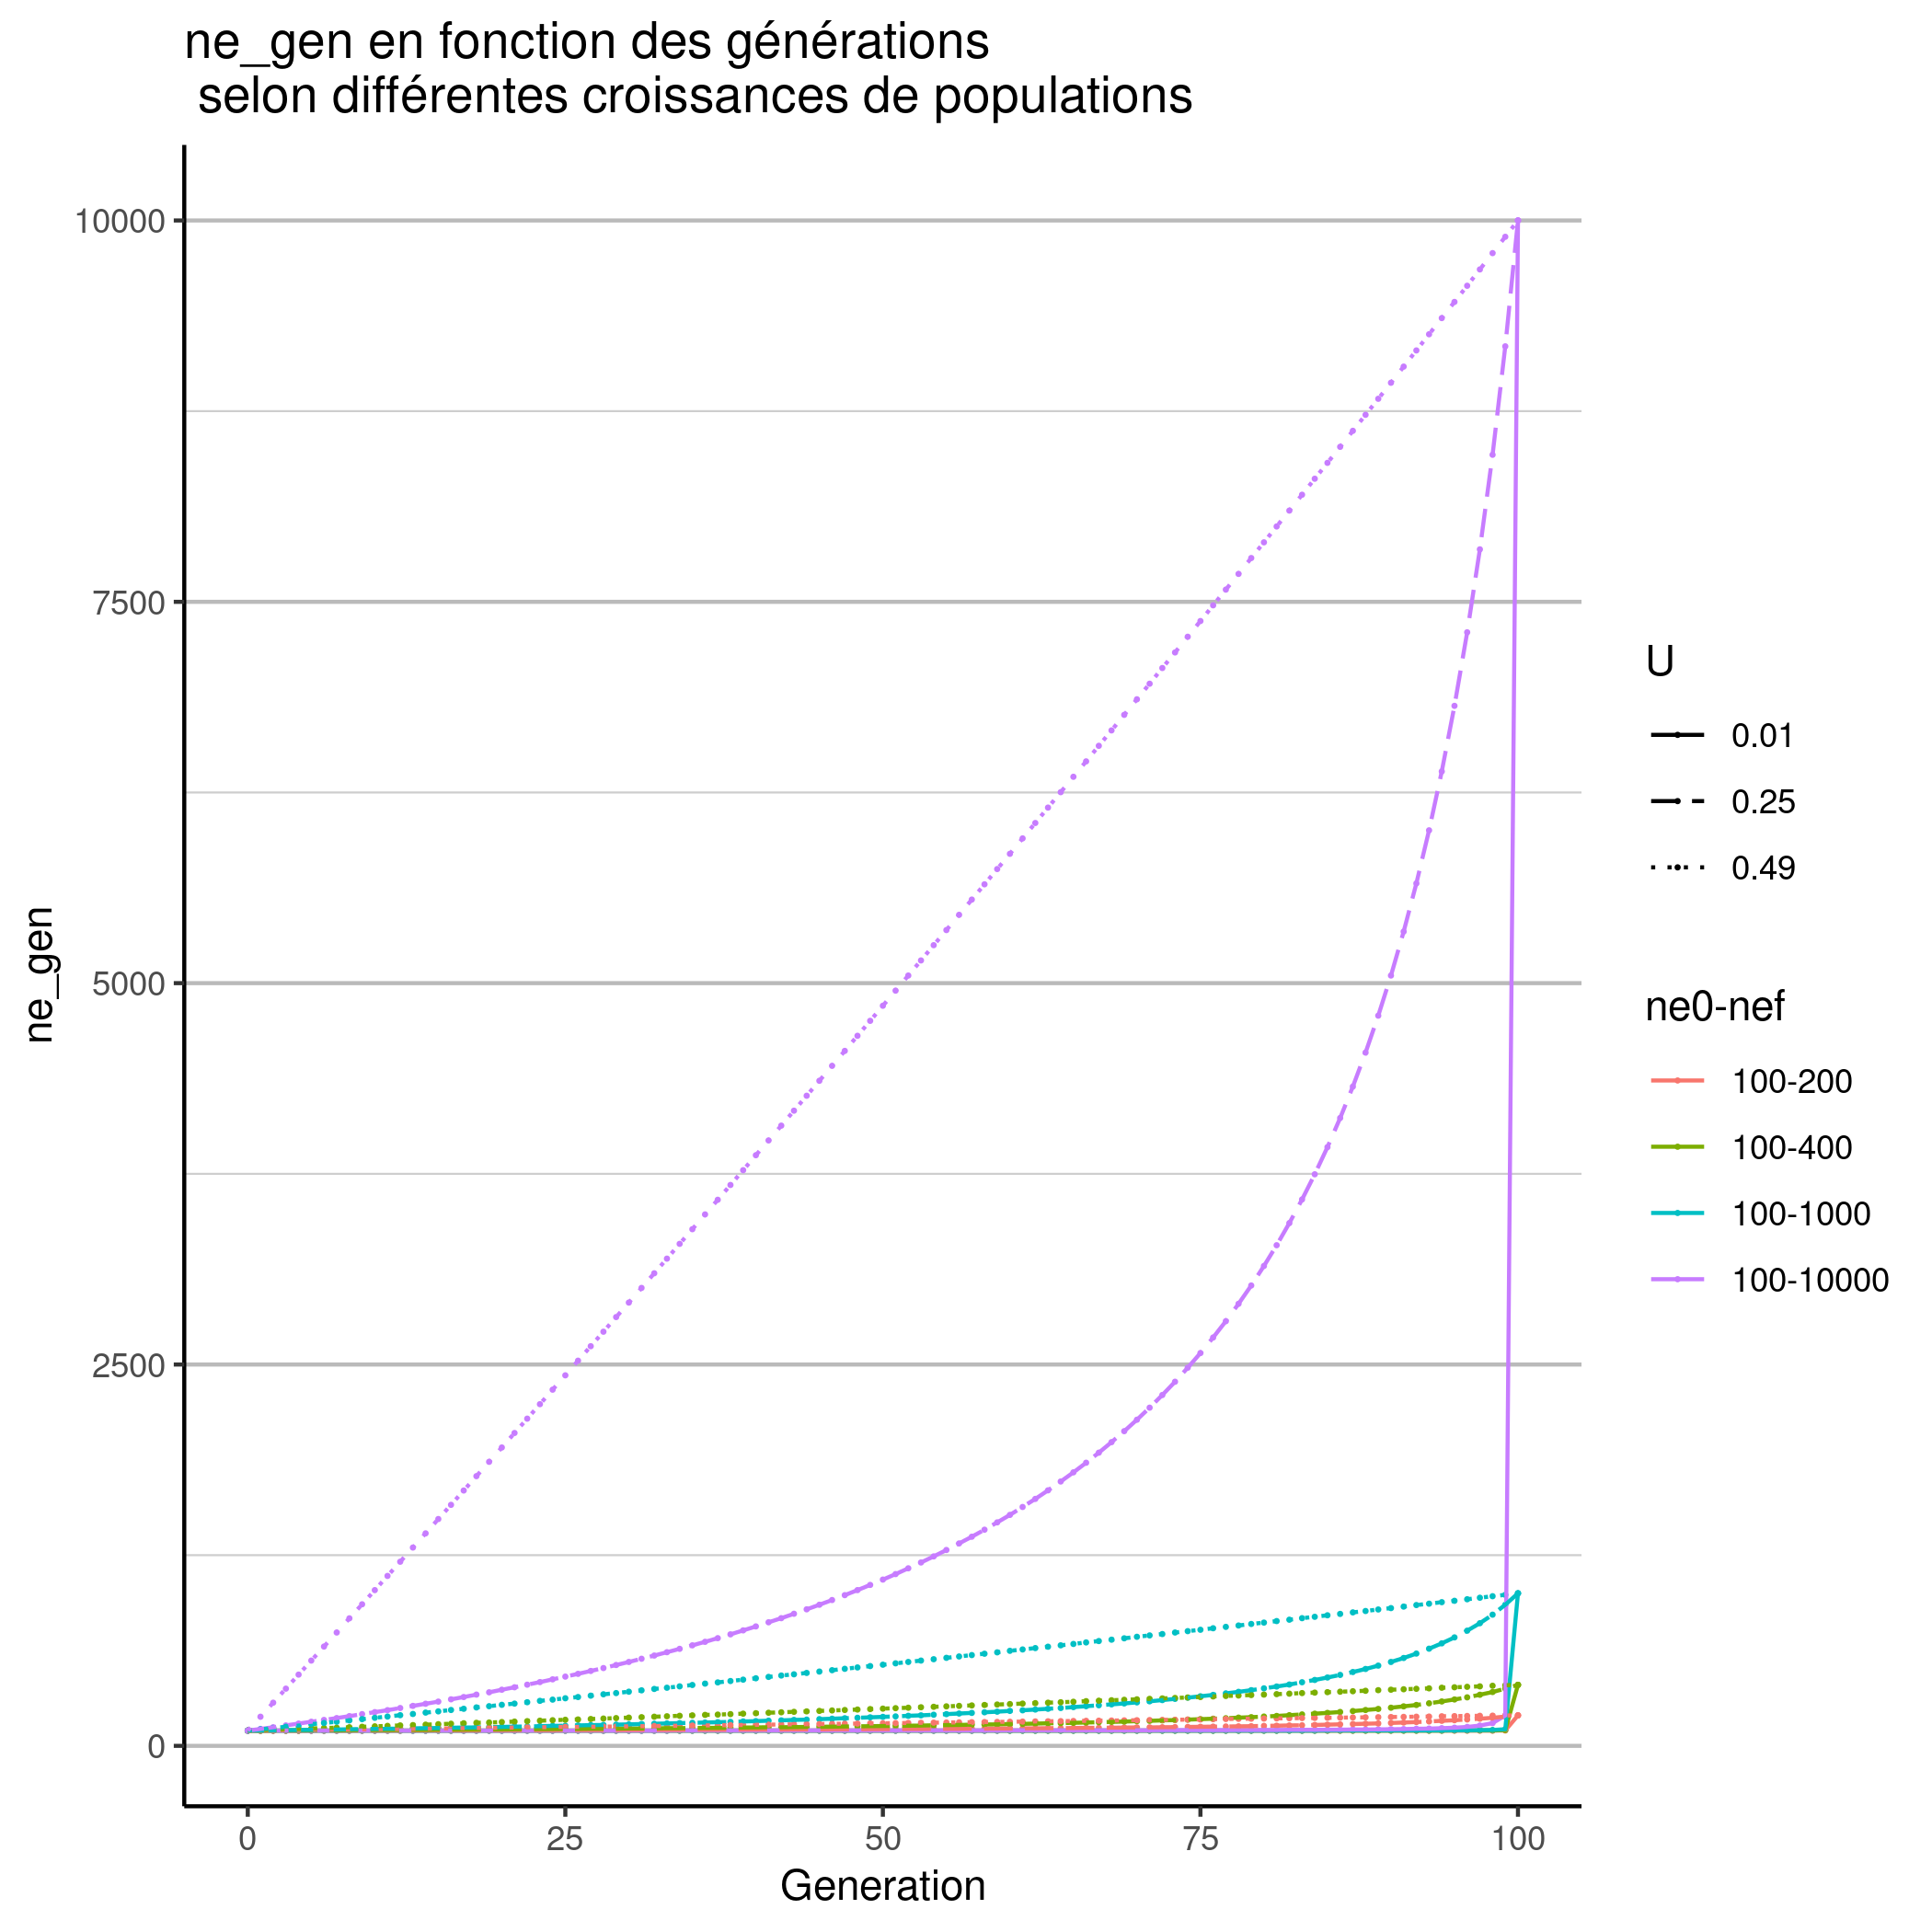 ne_gen en fonction des générations
selon différentes croissances de populations
10000
7500
5000
2500
0
ne_gen
0 25 50 75 100
Generation
U
0.01
0.25
0.49
ne0-nef
100-200
100-400
100-1000
100-10000